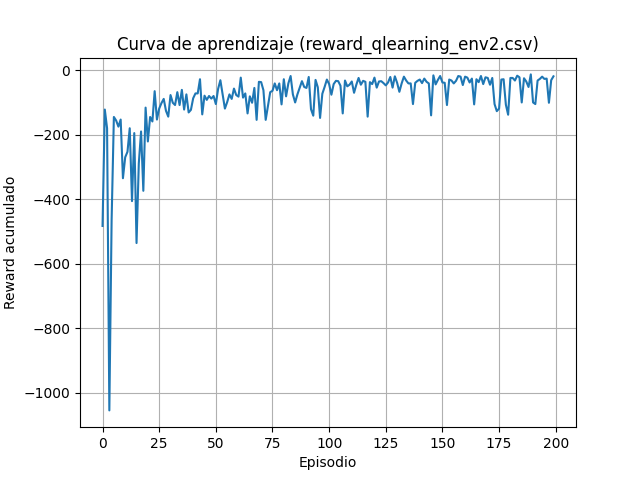 Curva de aprendizaje (reward_qlearning_env2.csv)
Reward acumulado
0
−200
−400
−600
−800
−1000
0 25 50 75 100 125 150 175 200
Episodio